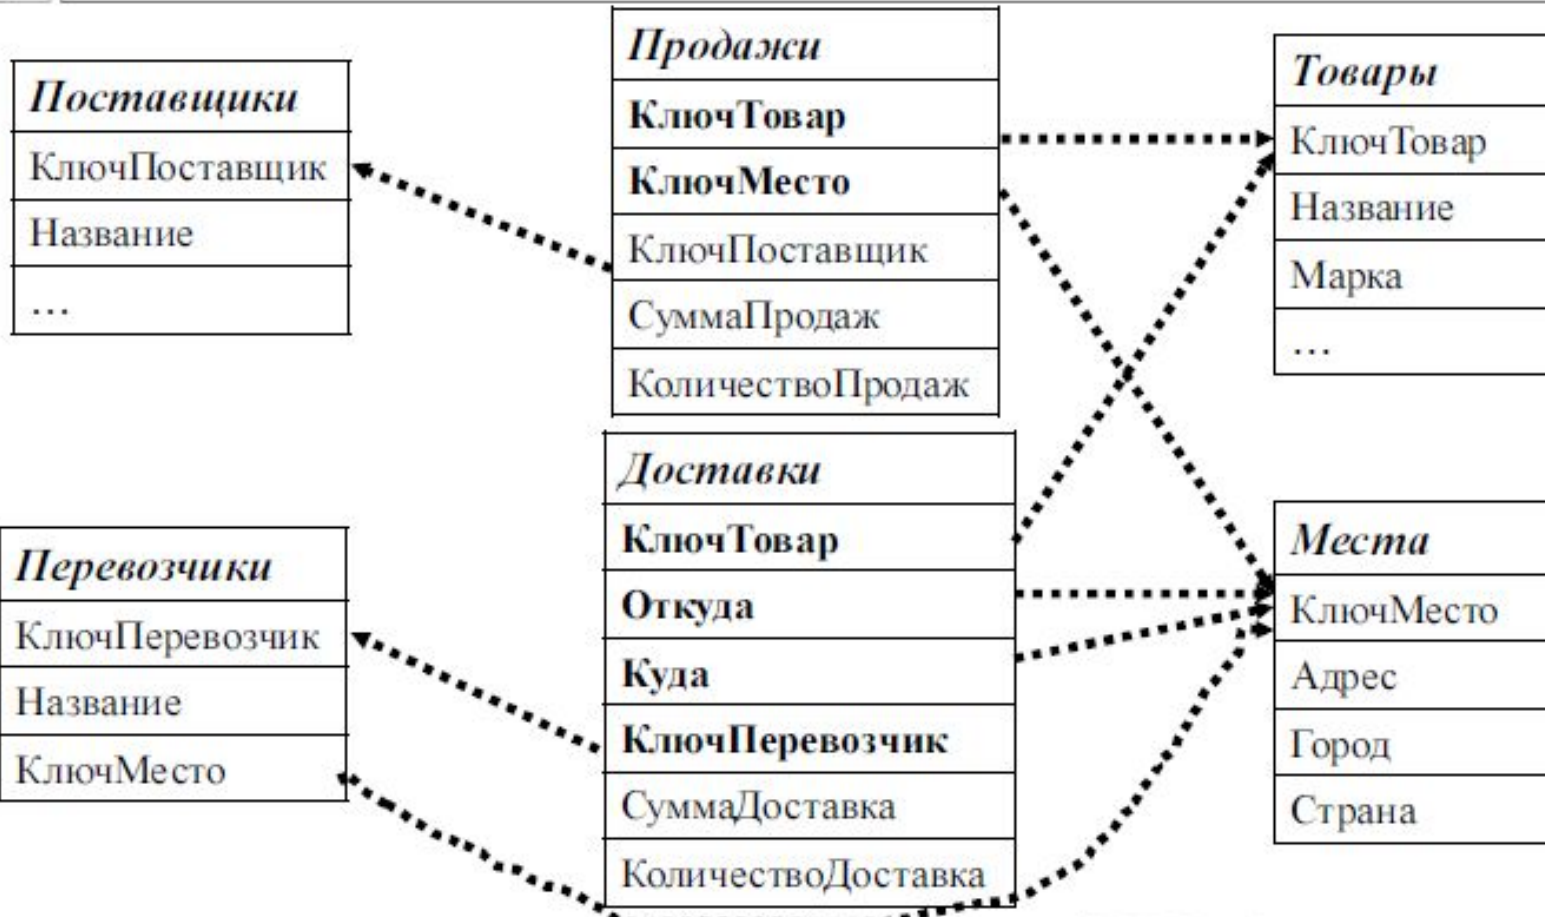 Поставщики
КлючПоставщик
Название
…
Продажи
КлючТовар
КлючМесто
КлючПоставщик
СуммаПродаж
КоличествоПродаж
Товары
КлючТовар
Название
Марка
…
Перевозчики
КлючПеревозчик
Название
КлючМесто
Доставки
КлючТовар
Откуда
Куда
КлючПеревозчик
СуммаДоставка
КоличествоДоставка
Места
КлючМесто
Адрес
Город
Страна